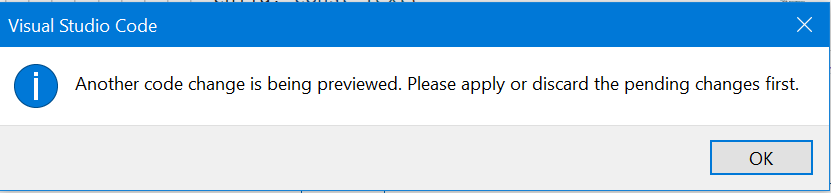 Visual Studio Code
Another code change is being previewed. Please apply or discard the pending changes first.
OK